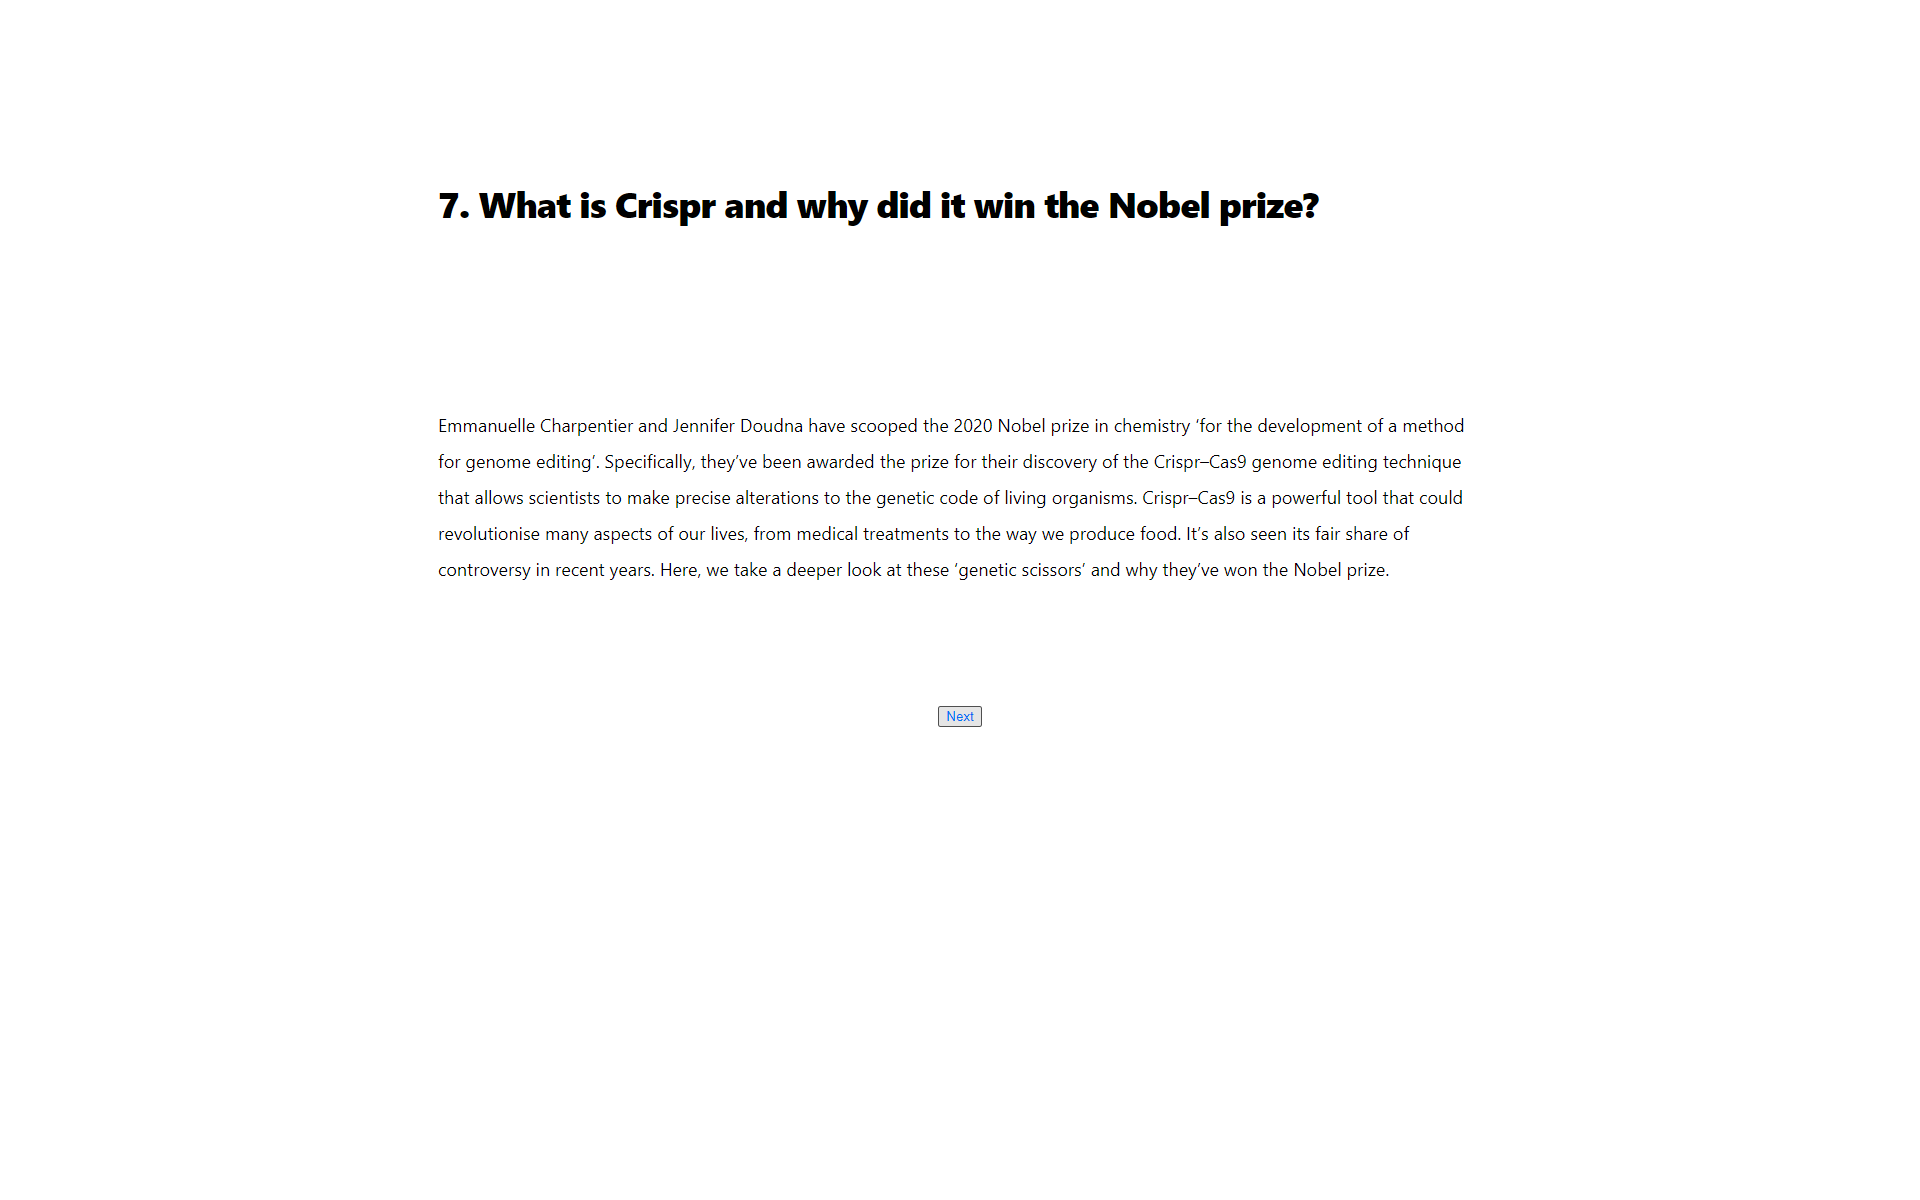 7. What is Crispr and why did it win the Nobel prize?
Emmanuelle Charpentier and Jennifer Doudna have scooped the 2020 Nobel prize in chemistry ‘for the development of a method
for genome editing’. Specifically, they’ve been awarded the prize for their discovery of the Crispr–Cas9 genome editing technique
that allows scientists to make precise alterations to the genetic code of living organisms. Crispr–Cas9 is a powerful tool that could
revolutionise many aspects of our lives, from medical treatments to the way we produce food. It’s also seen its fair share of
controversy in recent years. Here, we take a deeper look at these ‘genetic scissors’ and why they’ve won the Nobel prize.
Next